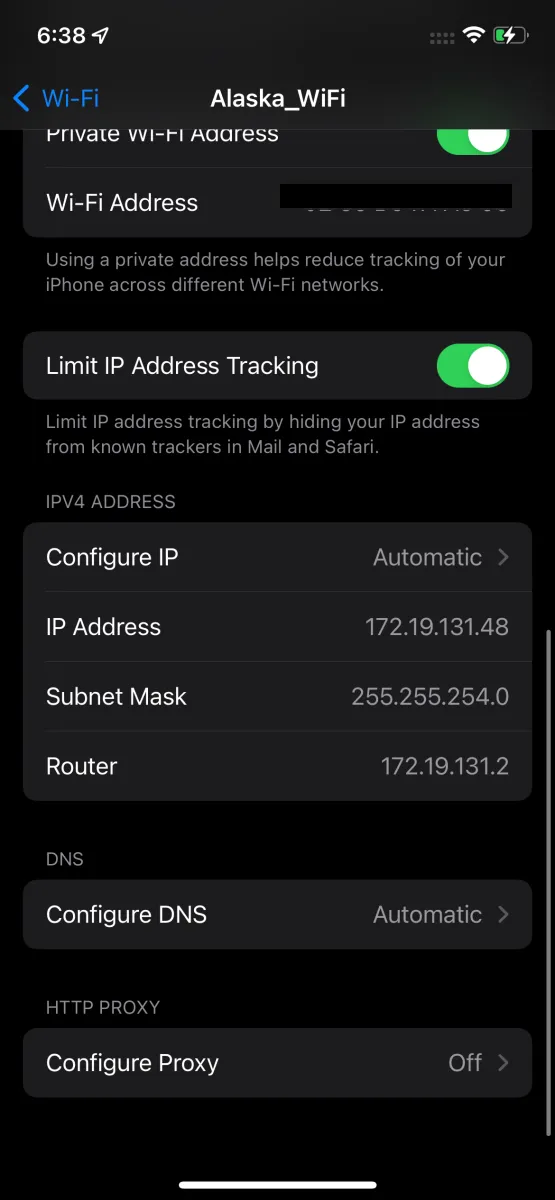 6:38
Wi-Fi
Alaska_WiFi
Private Wi-Fi Address
Wi-Fi Address
Using a private address helps reduce tracking of your
iPhone across different Wi-Fi networks.
Limit IP Address Tracking
Limit IP address tracking by hiding your IP address
from known trackers in Mail and Safari.
IPV4 ADDRESS
Configure IP Automatic
IP Address 172.19.131.48
Subnet Mask 255.255.254.0
Router 172.19.131.2
DNS
Configure DNS Automatic
HTTP PROXY
Configure Proxy Off